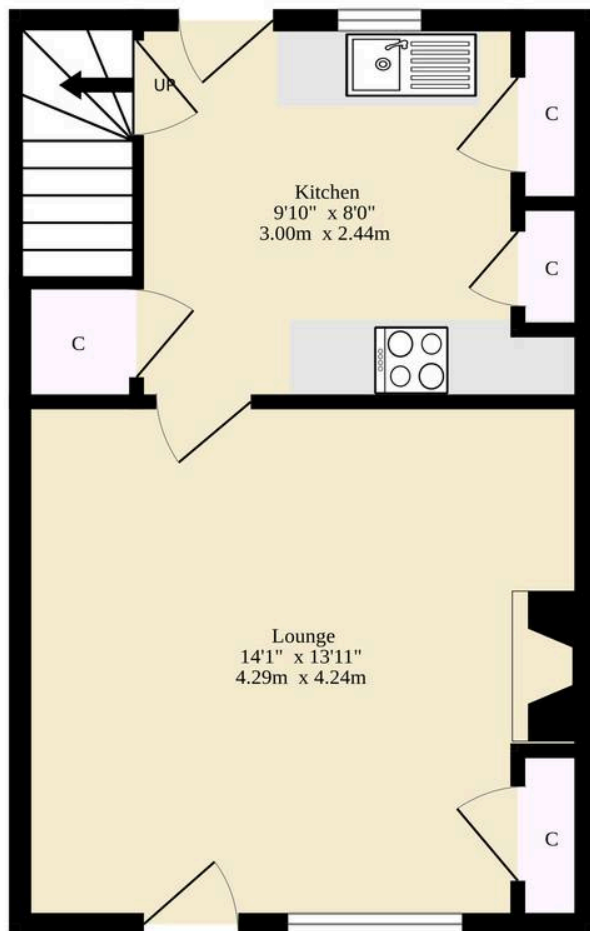 UP
C
Kitchen
9'10" x 8'0"
3.00m x 2.44m
C
C
Lounge
14'1" x 13'11"
4.29m x 4.24m
C